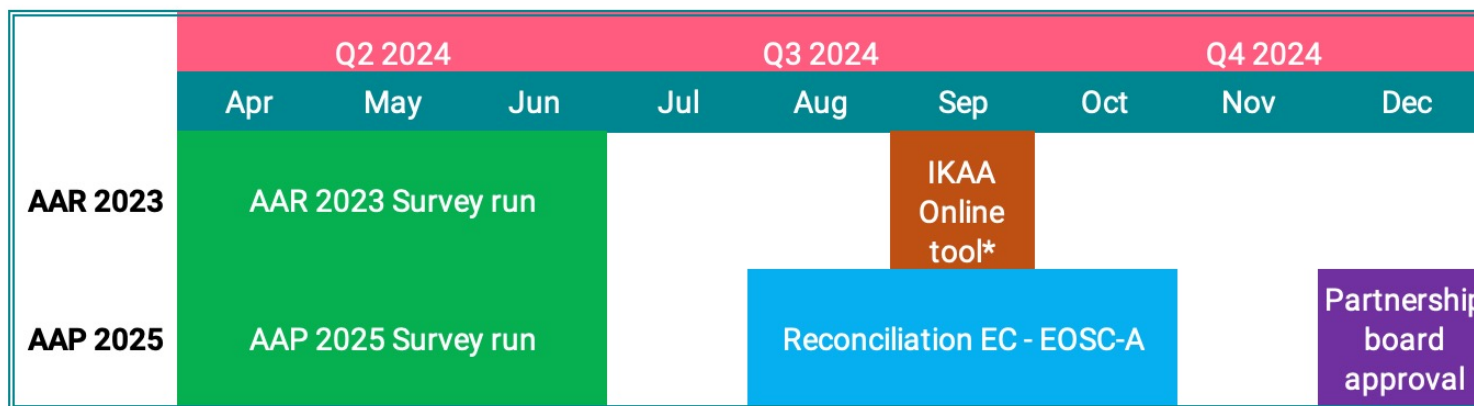 Q2 2024 Q3 2024 Q4 2024
Apr May Jun Jul Aug Sep Oct Nov Dec
AAR 2023 AAR 2023 Survey run
IKAA
Online
tool*
AAP 2025 AAP 2025 Survey run Reconciliation EC - EOSC-A
Partnership
board
approval